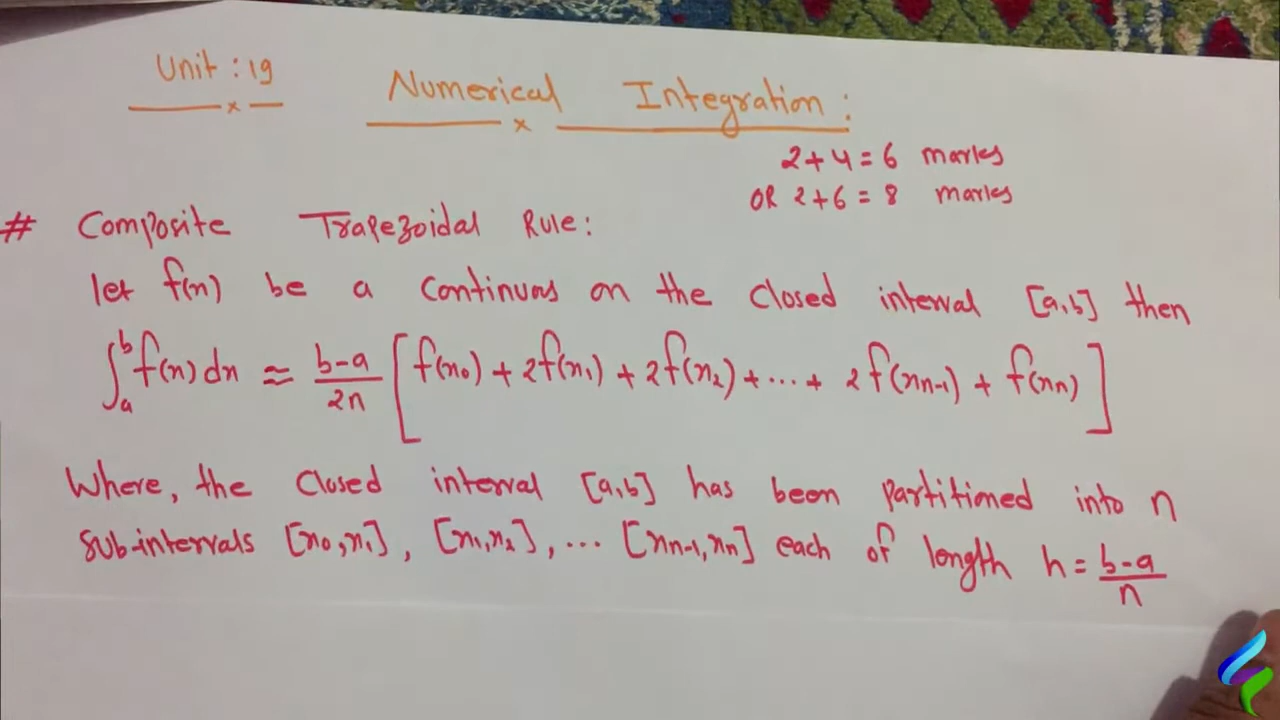 Unit : 19
Numerical Integration :
2 + 4 = 6 marks
OR 2 + 6 = 8 marks
# Composite Trapezoidal Rule :
let f(x) be a continuos on the closed interval [a,b] then
∫ₐᵇ f(x) dx ≈ (b-a)/2n [f(x₀) + 2f(x₁) + 2f(x₂) + ... + 2f(xn-1) + f(xn)]
Where, the closed interval [a,b] has been partitioned into n
sub-intervals [x₀,x₁], [x₁,x₂], ... [xn-1,xn] each of length h = (b-a)/n